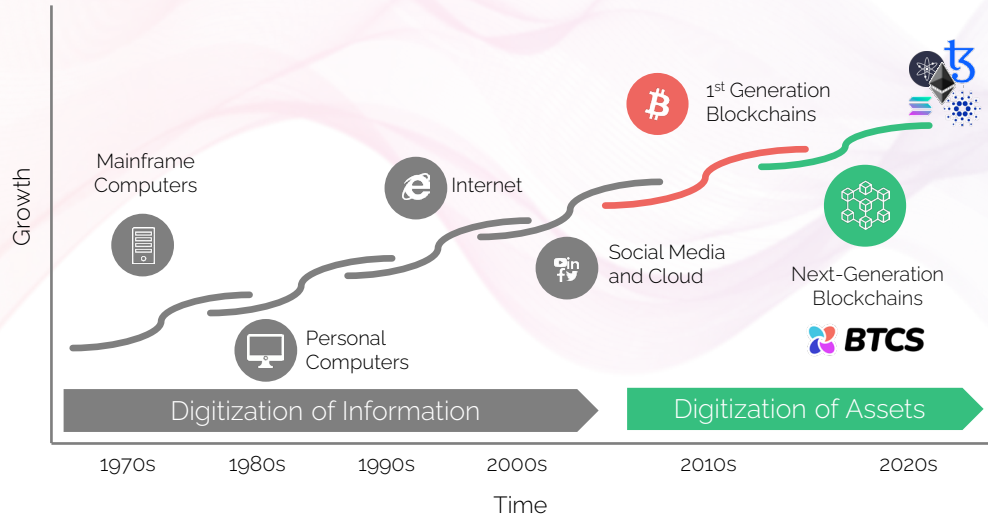 1st Generation
Blockchains
Mainframe
Computers
Internet
Growth
Social Media
and Cloud
Next-Generation
Blockchains
BTCS
Personal
Computers
Digitization of Information
Digitization of Assets
1970s
1980s
1990s
2000s
2010s
2020s
Time